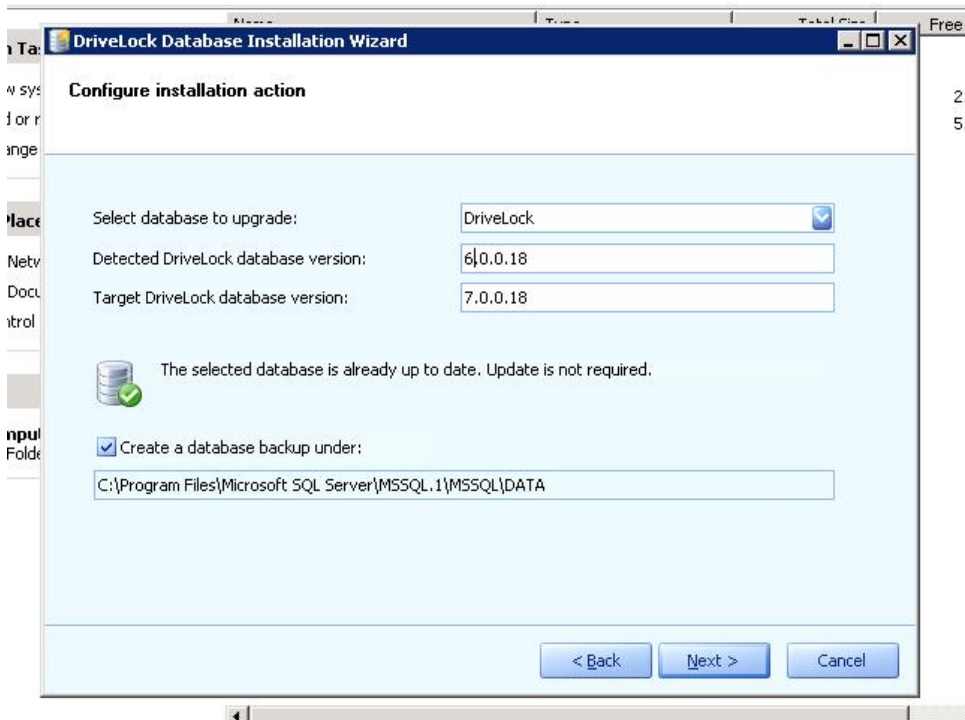 Free
DriveLock Database Installation Wizard
Configure installation action
Select database to upgrade: DriveLock
Detected DriveLock database version: 6.0.0.18
Target DriveLock database version: 7.0.0.18
The selected database is already up to date. Update is not required.
Create a database backup under:
C:\Program Files\Microsoft SQL Server\MSSQL.1\MSSQL\DATA
< Back Next > Cancel